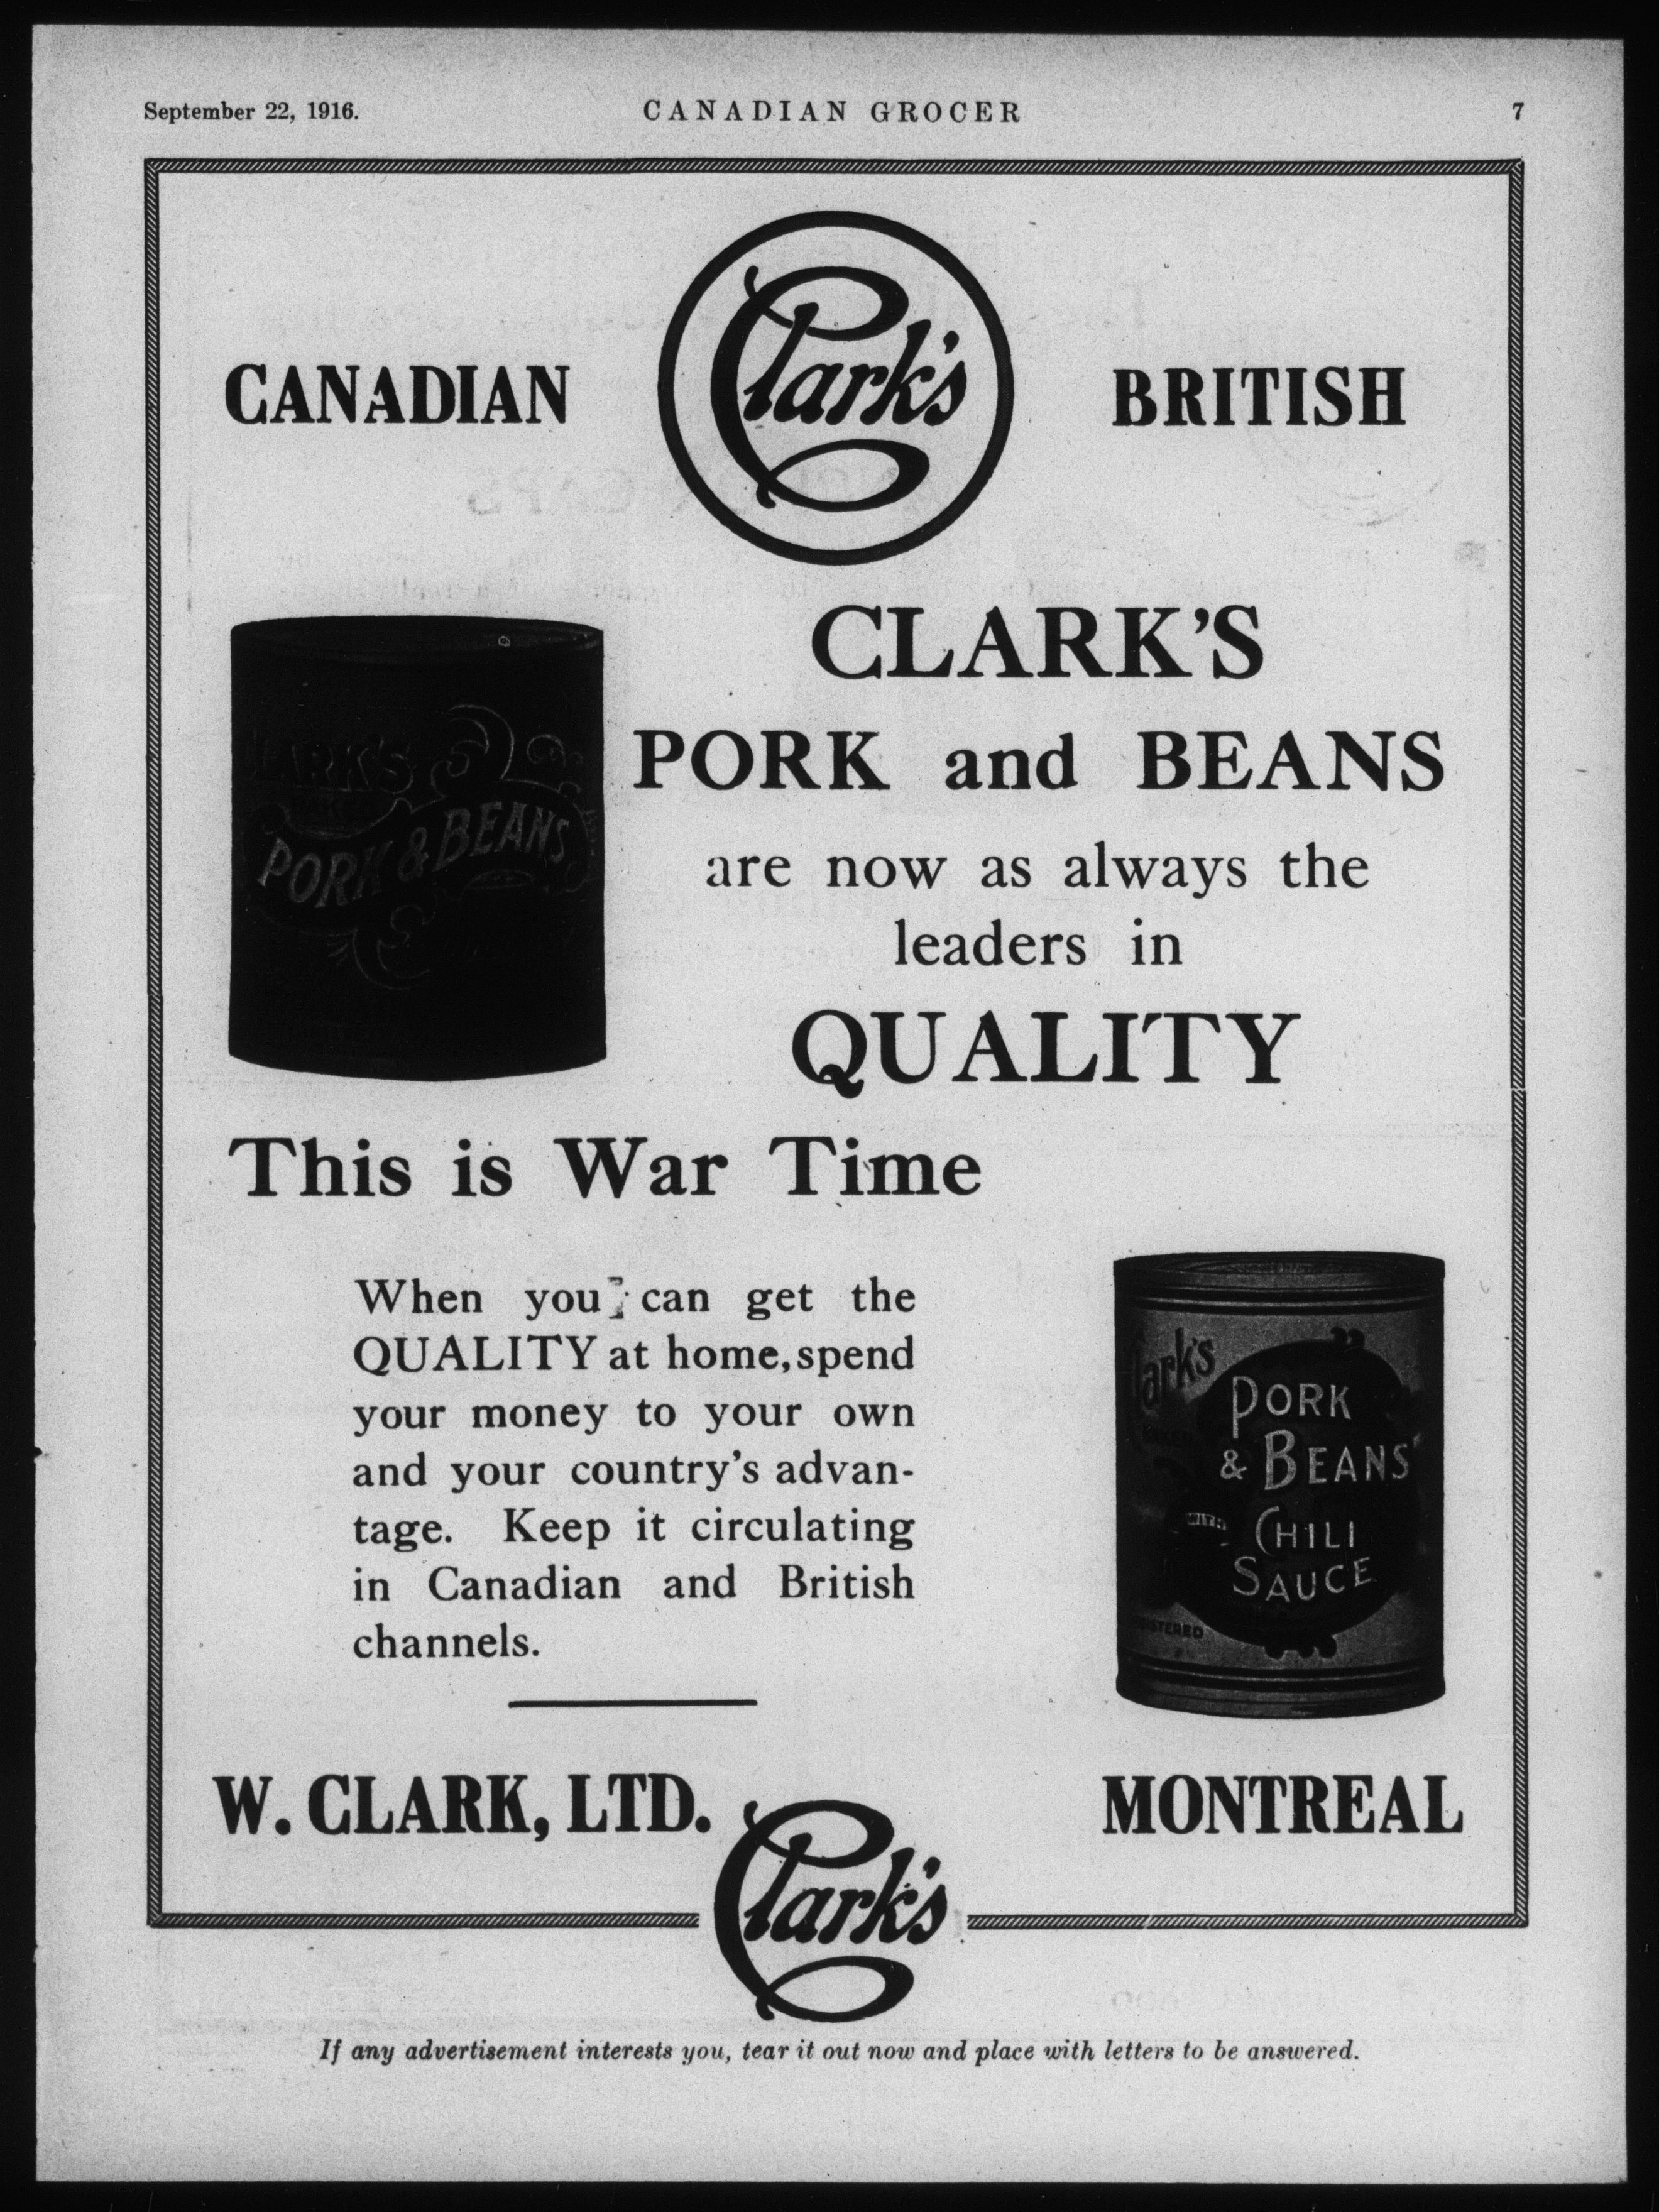 September 22, 1916.
CANADIAN GROCER
7
Clark's
CANADIAN
BRITISH
CLARK'S
PORK and BEANS
are now as always the
leaders in
QUALITY
CLARK'S
PORK & BEANS
This is War Time
When you can get the
QUALITY at home, spend
your money to your own
and your country's advan-
tage. Keep it circulating
in Canadian and British
channels.
Clark's
PORK
& BEANS
WITH
CHILI
SAUCE
W. CLARK, LTD.
MONTREAL
Clark's
If any advertisement interests you, tear it out now and place with letters to be answered.